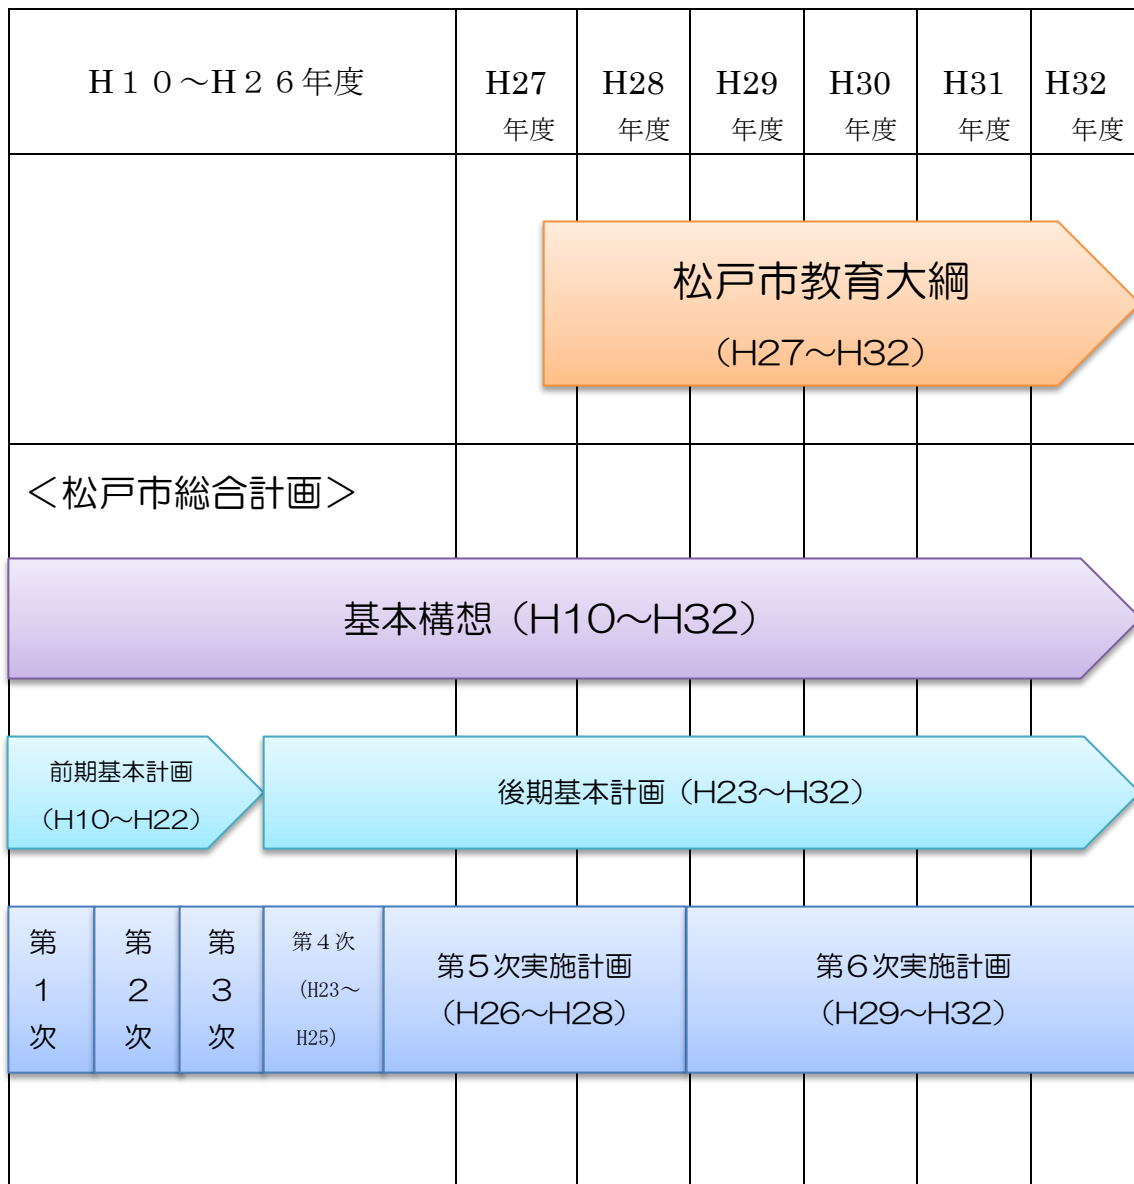 H１０～H２６年度
H27
年度
H28
年度
H29
年度
H30
年度
H31
年度
H32
年度
松戸市教育大綱
（H27～H32）
＜松戸市総合計画＞
基本構想（H10～H32）
前期基本計画
（H10～H22）
後期基本計画（H23～H32）
第
１
次
第
２
次
第
３
次
第４次
（H23～
H25）
第５次実施計画
（H26～H28）
第６次実施計画
（H29～H32）